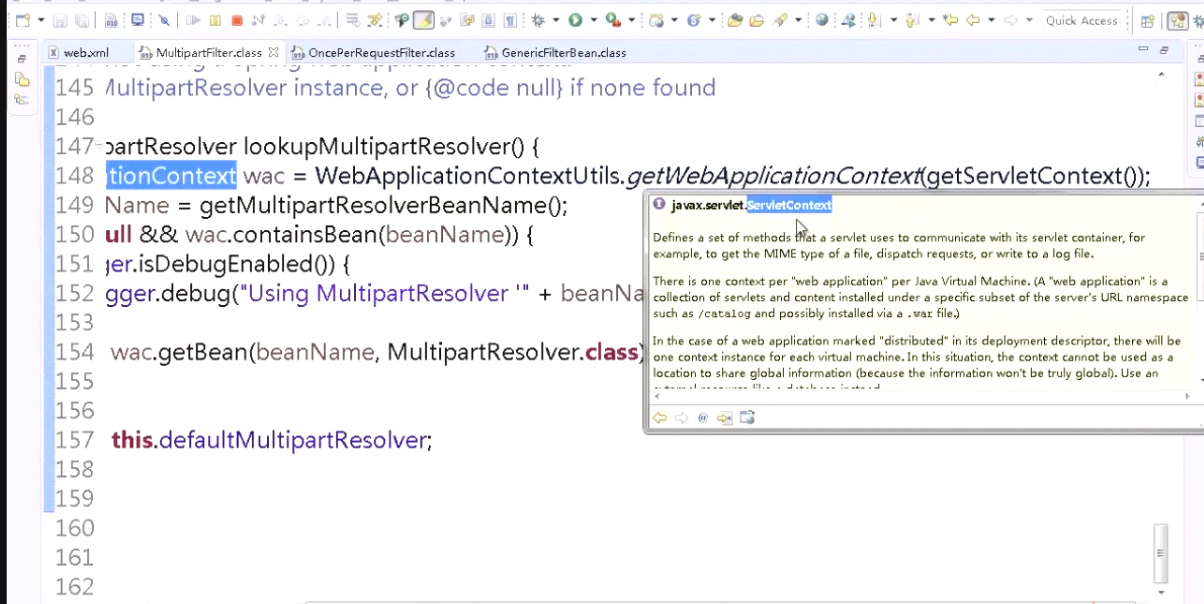 Quick Access
web.xml
MultipartFilter.class
OncePerRequestFilter.class
GenericFilterBean.class
145 MultipartResolver instance, or {@code null} if none found
146
147 partResolver lookupMultipartResolver() {
148 tionContext wac = WebApplicationContextUtils.getWebApplicationContext(getServletContext());
149 Name = getMultipartResolverBeanName();
150 ull && wac.containsBean(beanName)) {
151 ger.isDebugEnabled()) {
152 gger.debug("Using MultipartResolver '" + beanNa
153
154 wac.getBean(beanName, MultipartResolver.class)
155
156
157 this.defaultMultipartResolver;
158
159
160
161
162
javax.servlet.ServletContext
Defines a set of methods that a servlet uses to communicate with its servlet container, for
example, to get the MIME type of a file, dispatch requests, or write to a log file.
There is one context per "web application" per Java Virtual Machine. (A "web application" is a
collection of servlets and content installed under a specific subset of the server's URL namespace
such as /catalog and possibly installed via a .war file.)
In the case of a web application marked "distributed" in its deployment descriptor, there will be
one context instance for each virtual machine. In this situation, the context cannot be used as a
location to share global information (because the information won't be truly global). Use an